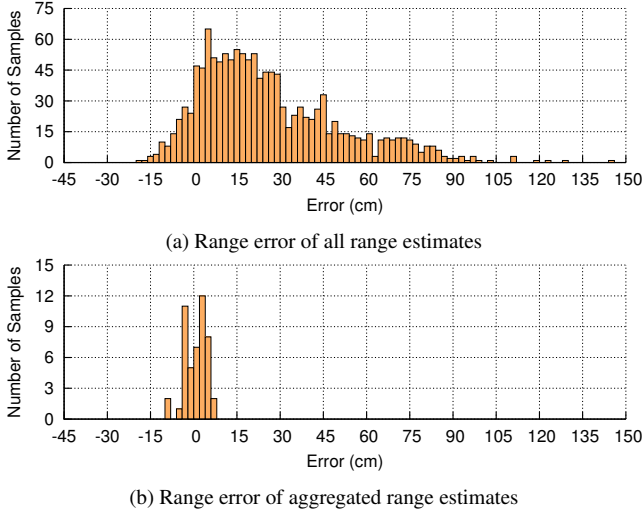 75
60
45
30
15
0
Number of Samples
-45 -30 -15 0 15 30 45 60 75 90 105 120 135 150
Error (cm)
(a) Range error of all range estimates
15
12
9
6
3
0
Number of Samples
-45 -30 -15 0 15 30 45 60 75 90 105 120 135 150
Error (cm)
(b) Range error of aggregated range estimates